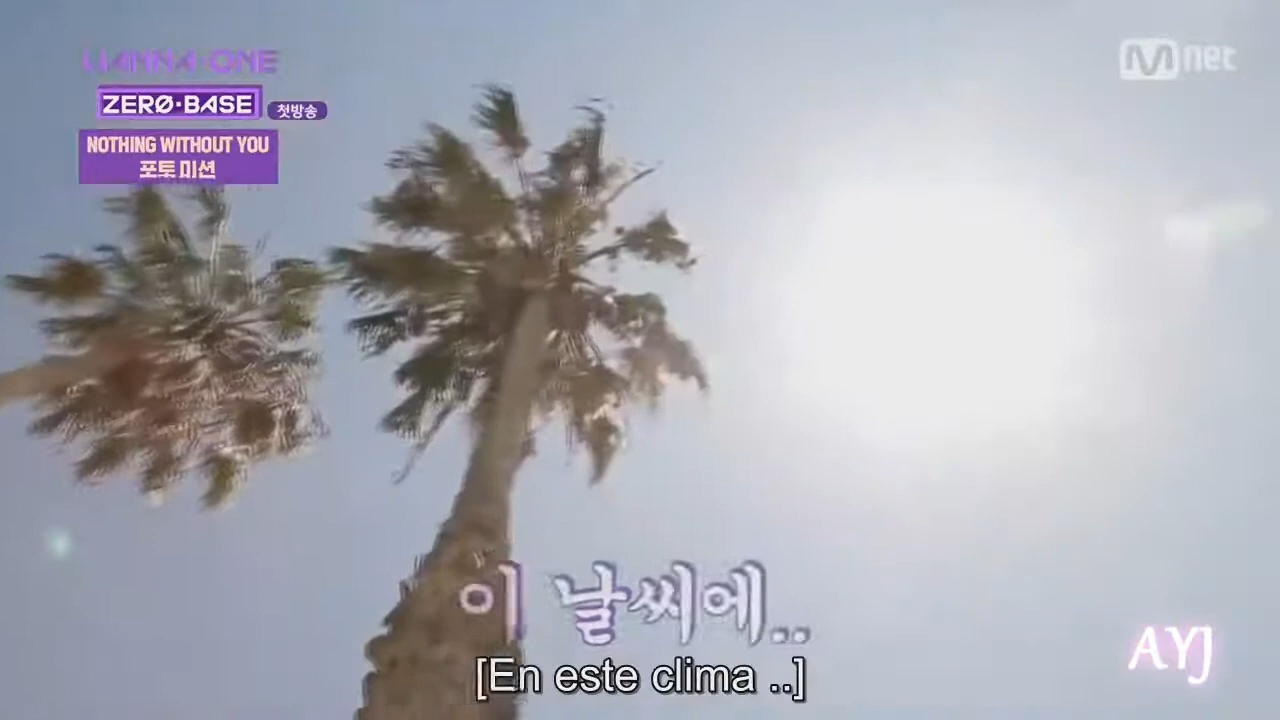 WANNA·ONE
ZERØ·BASE 첫방송
NOTHING WITHOUT YOU
포토 미션
Mnet
이 날씨에..
[En este clima ..]
AYJ